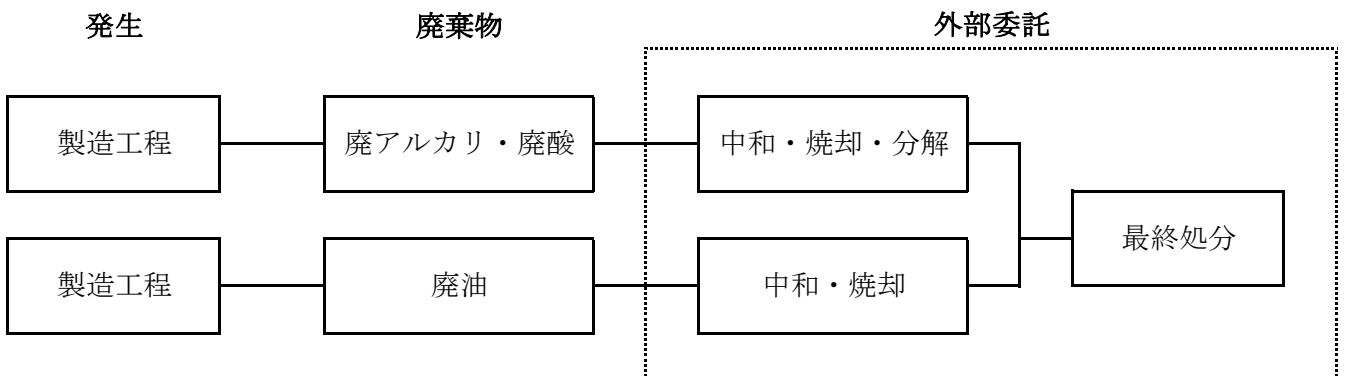 発生
廃棄物
外部委託
製造工程
廃アルカリ・廃酸
中和・焼却・分解
最終処分
製造工程
廃油
中和・焼却